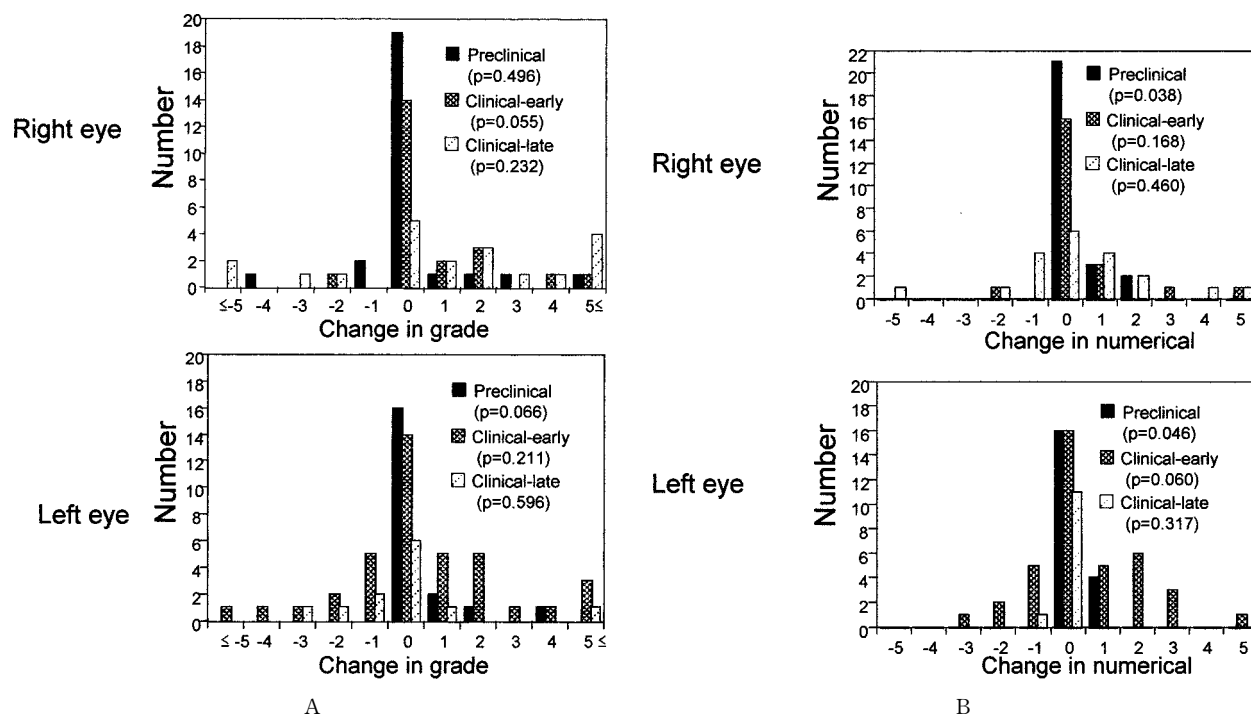 Right eye
Number
20
18
16
14
12
10
8
6
4
2
0
Preclinical
(p=0.496)
Clinical-early
(p=0.055)
Clinical-late
(p=0.232)
≤-5 -4 -3 -2 -1 0 1 2 3 4 5≤
Change in grade
Left eye
Number
20
18
16
14
12
10
8
6
4
2
0
Preclinical
(p=0.066)
Clinical-early
(p=0.211)
Clinical-late
(p=0.596)
≤ -5 -4 -3 -2 -1 0 1 2 3 4 5 ≤
Change in grade
A
Right eye
Number
22
20
18
16
14
12
10
8
6
4
2
0
Preclinical
(p=0.038)
Clinical-early
(p=0.168)
Clinical-late
(p=0.460)
-5 -4 -3 -2 -1 0 1 2 3 4 5
Change in numerical
Left eye
Number
20
18
16
14
12
10
8
6
4
2
0
Preclinical
(p=0.046)
Clinical-early
(p=0.060)
Clinical-late
(p=0.317)
-5 -4 -3 -2 -1 0 1 2 3 4 5
Change in numerical
B